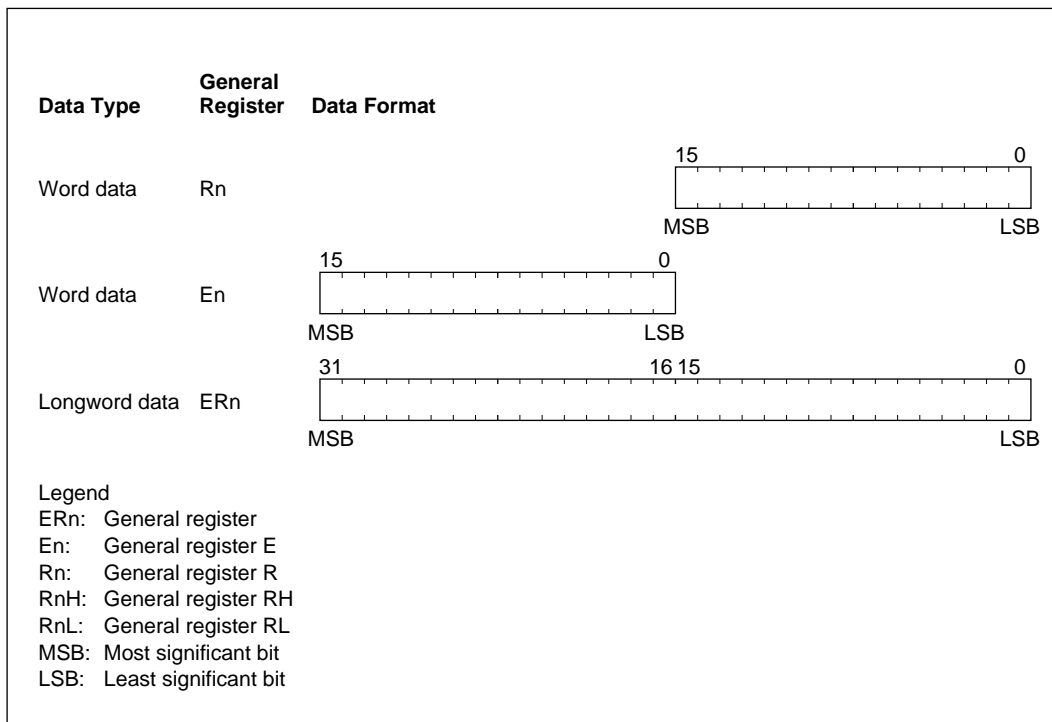 General
Data Type Register Data Format
15 0
Word data Rn
MSB LSB
15 0
Word data En
MSB LSB
31 16 15 0
Longword data ERn
MSB LSB
Legend
ERn: General register
En: General register E
Rn: General register R
RnH: General register RH
RnL: General register RL
MSB: Most significant bit
LSB: Least significant bit